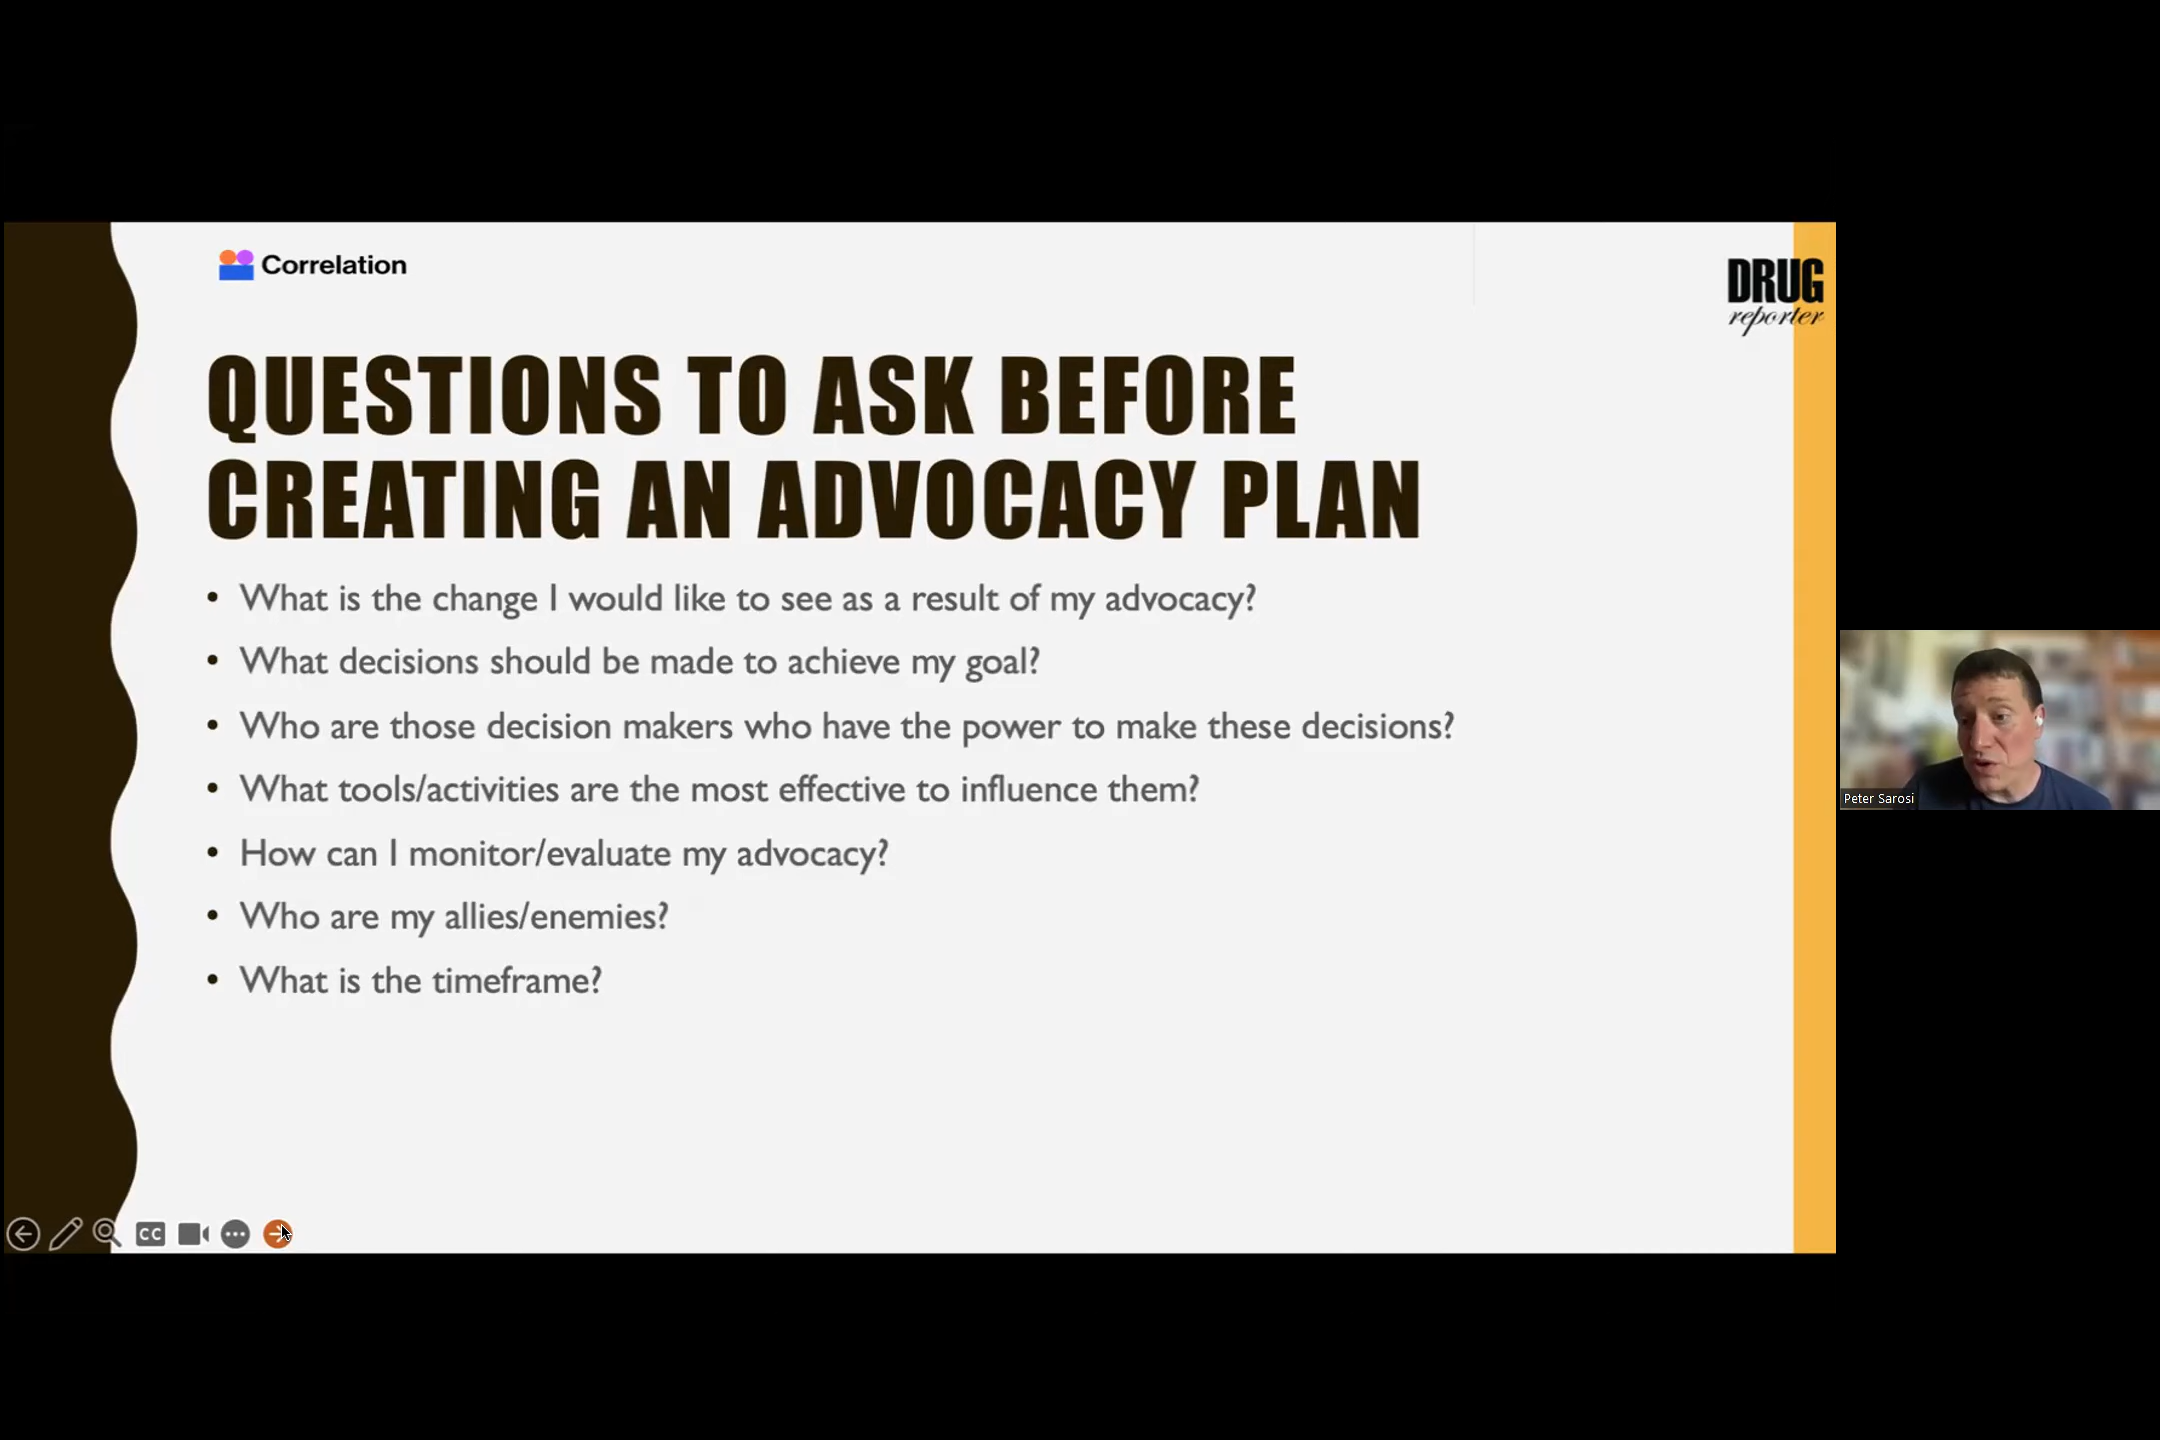 Correlation
DRUG
reporter
QUESTIONS TO ASK BEFORE
CREATING AN ADVOCACY PLAN
• What is the change I would like to see as a result of my advocacy?
• What decisions should be made to achieve my goal?
• Who are those decision makers who have the power to make these decisions?
• What tools/activities are the most effective to influence them?
• How can I monitor/evaluate my advocacy?
• Who are my allies/enemies?
• What is the timeframe?
Peter Sarosi
CC